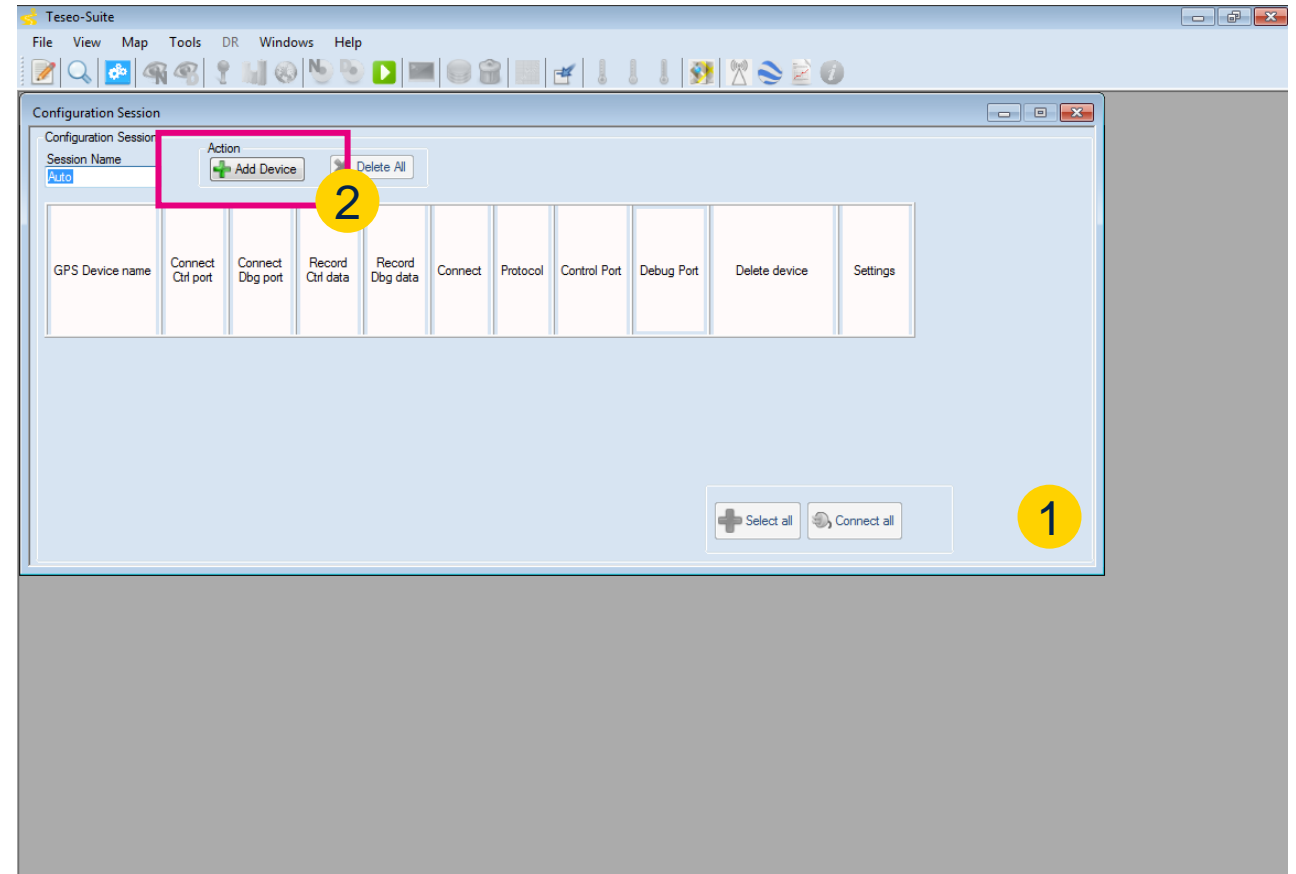 Teseo-Suite
File View Map Tools DR Windows Help
Configuration Session
Configuration Session
Session Name
Auto
Action
Add Device
Delete All
2
GPS Device name
Connect
Ctrl port
Connect
Dbg port
Record
Ctrl data
Record
Dbg data
Connect
Protocol
Control Port
Debug Port
Delete device
Settings
Select all
Connect all
1